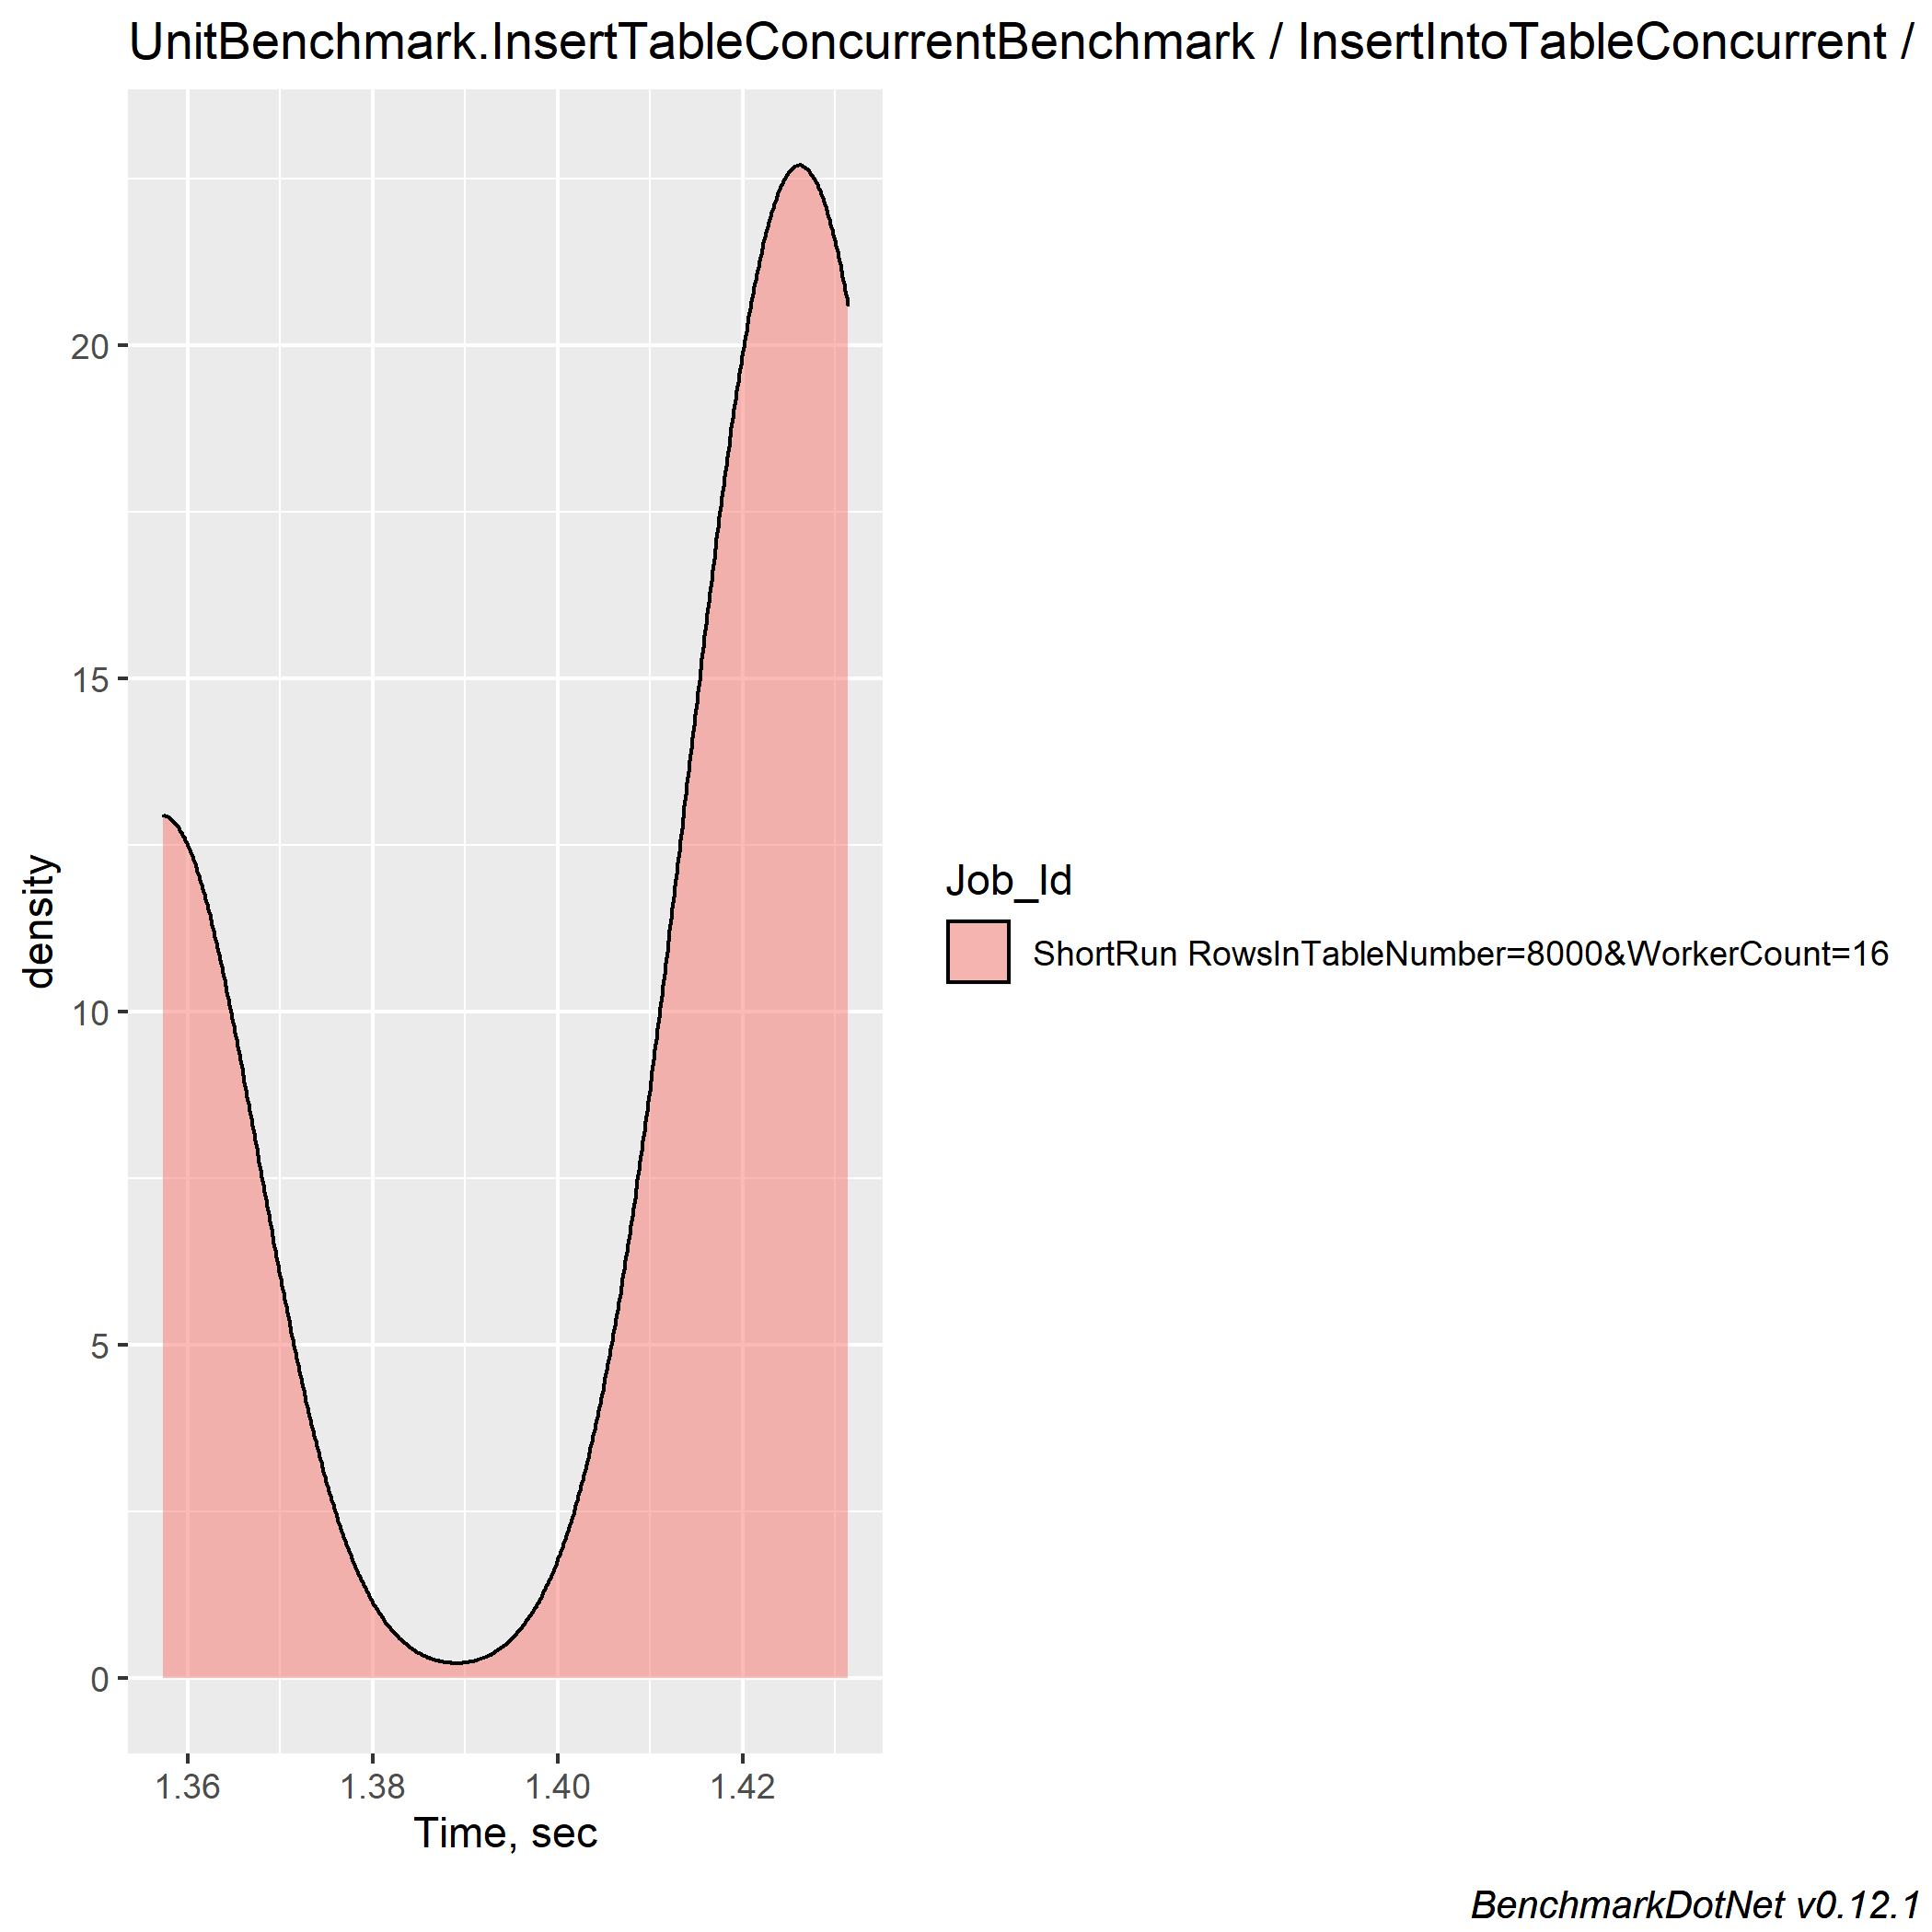 UnitBenchmark.InsertTableConcurrentBenchmark / InsertIntoTableConcurrent /
20
15
10
5
0
density
1.36 1.38 1.40 1.42
Time, sec
Job_Id
ShortRun RowsInTableNumber=8000&WorkerCount=16
BenchmarkDotNet v0.12.1